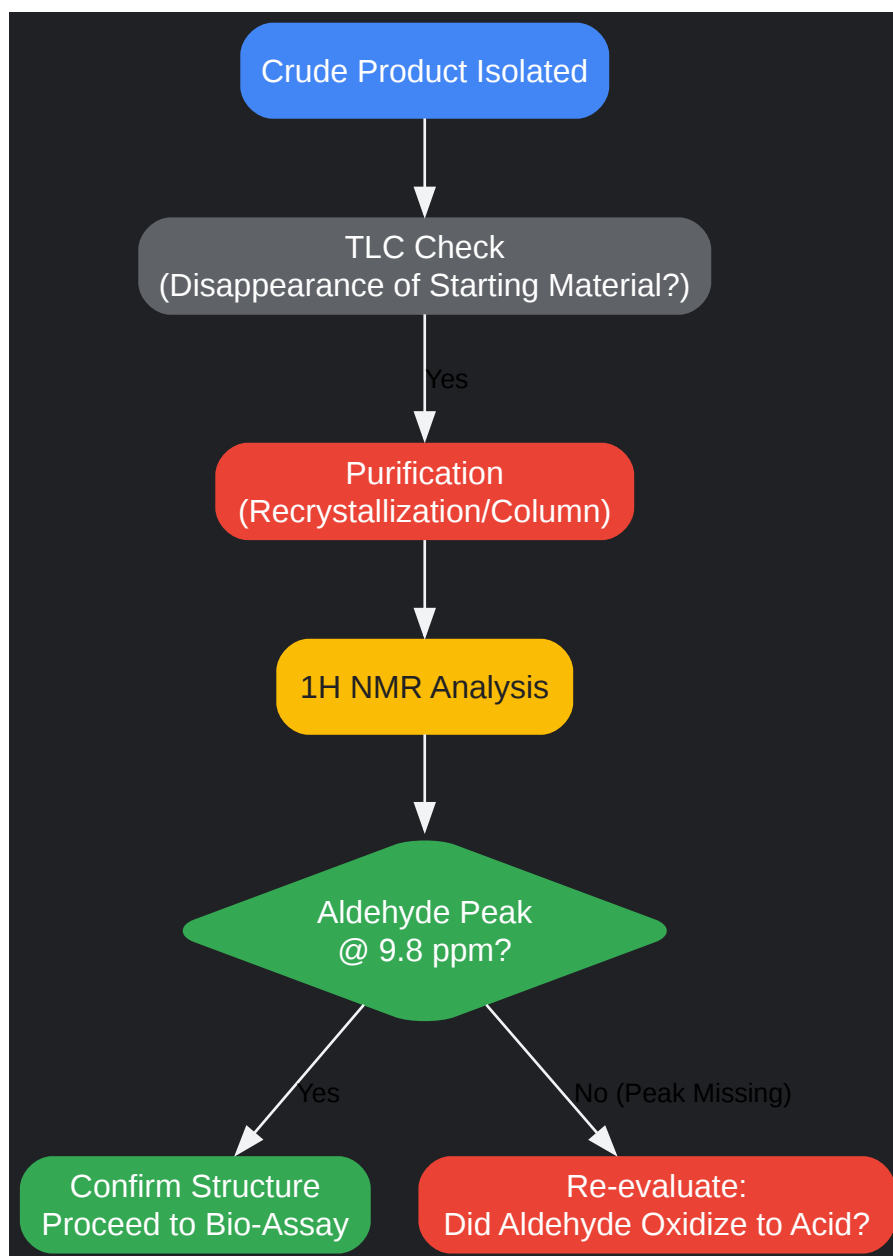 Crude Product Isolated
TLC Check
(Disappearance of Starting Material?)
Yes
Purification
(Recrystallization/Column)
1H NMR Analysis
Aldehyde Peak
@ 9.8 ppm?
Yes
No (Peak Missing)
Confirm Structure
Proceed to Bio-Assay
Re-evaluate:
Did Aldehyde Oxidize to Acid?